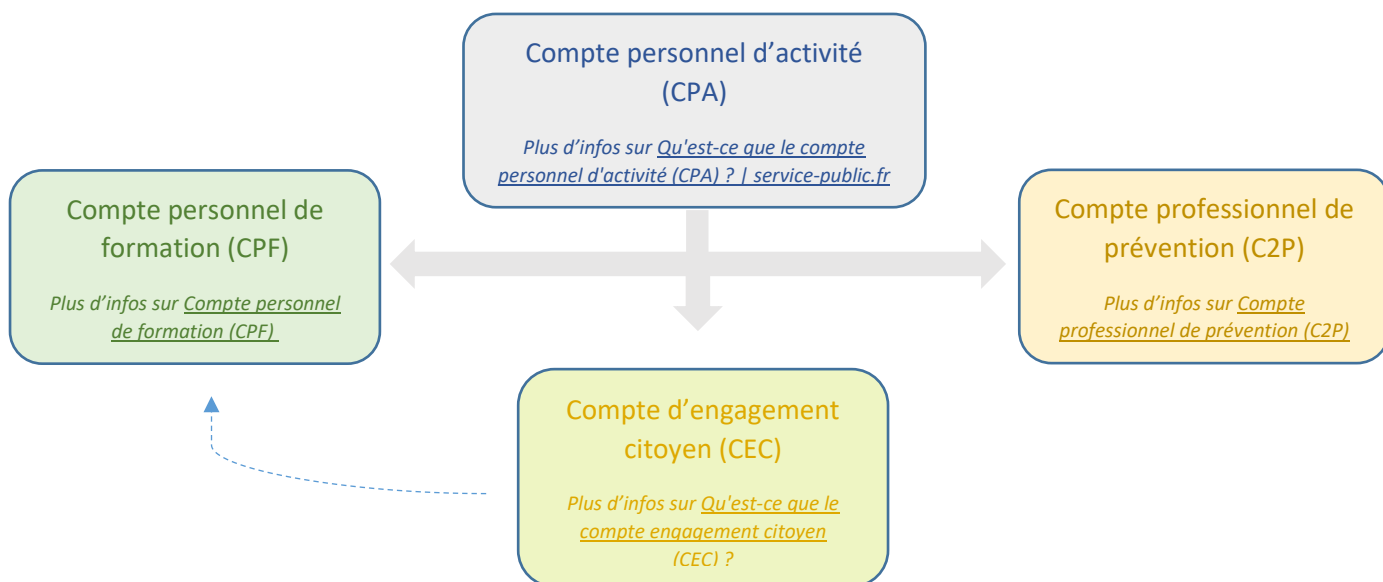 Compte personnel d’activité
(CPA)
Plus d’infos sur Qu'est-ce que le compte
personnel d'activité (CPA) ? | service-public.fr
Compte personnel de
formation (CPF)
Plus d’infos sur Compte personnel
de formation (CPF)
Compte professionnel de
prévention (C2P)
Plus d’infos sur Compte
professionnel de prévention (C2P)
Compte d’engagement
citoyen (CEC)
Plus d’infos sur Qu'est-ce que le
compte engagement citoyen
(CEC) ?